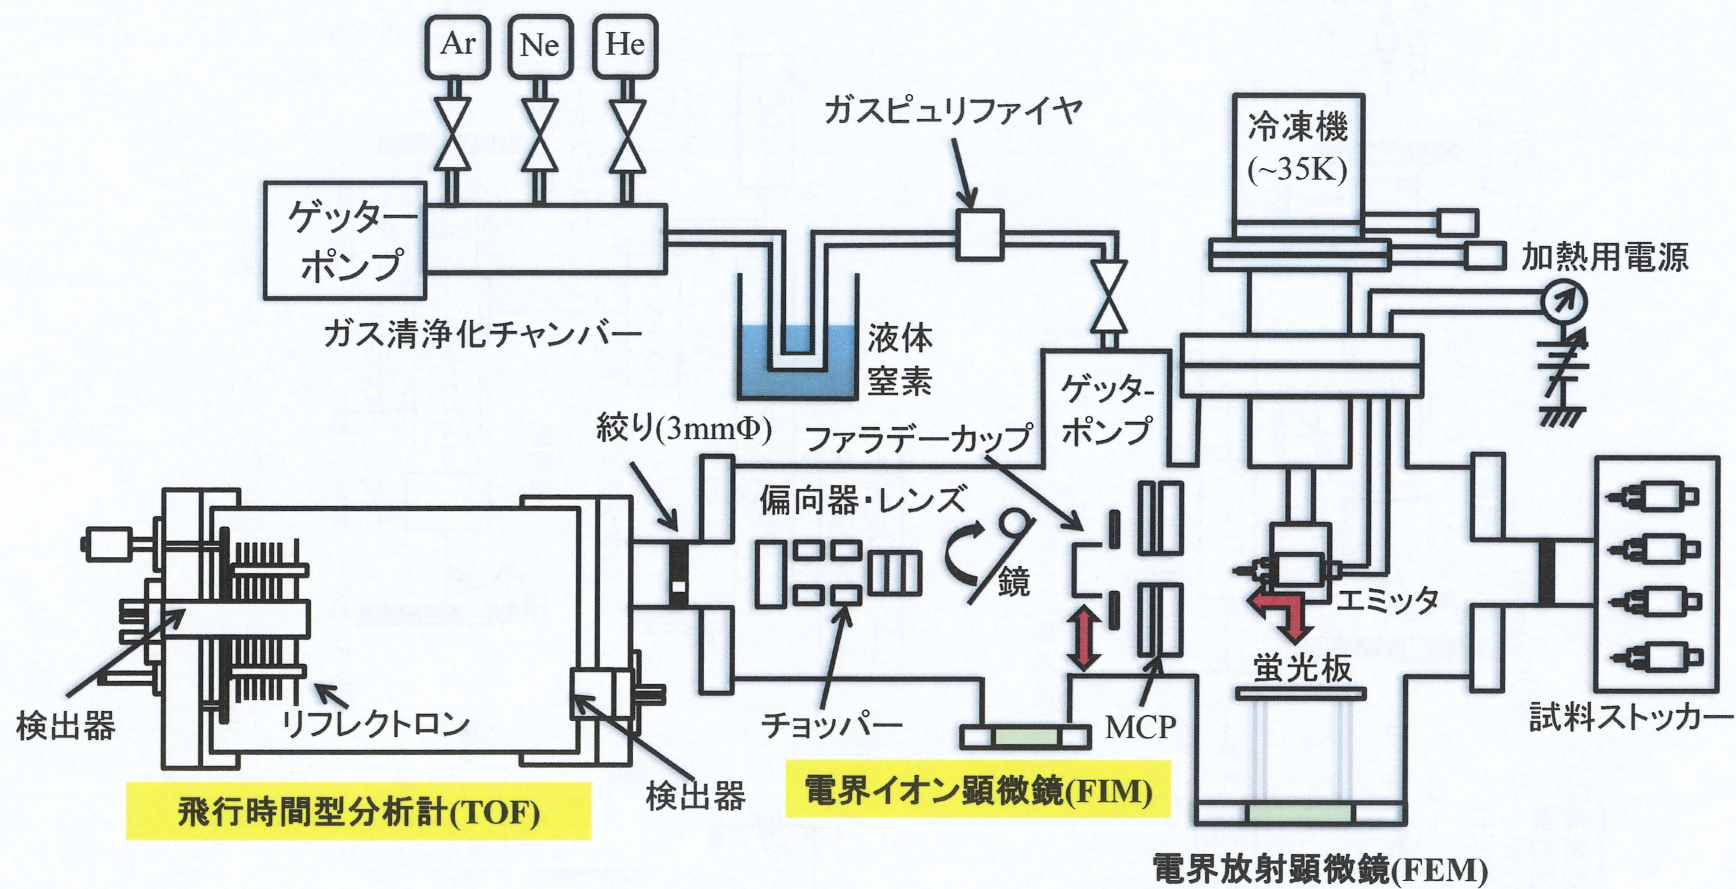 Ar
Ne
He
ガスピュリファイヤ
冷凍機
(~35K)
ゲッター
ポンプ
加熱用電源
ガス清浄化チャンバー
液体
窒素
ゲッタ-
ポンプ
絞り(3mmΦ)
ファラデーカップ
偏向器・レンズ
鏡
エミッタ
蛍光板
検出器
リフレクトロン
チョッパー
MCP
試料ストッカー
検出器
飛行時間型分析計(TOF)
電界イオン顕微鏡(FIM)
電界放射顕微鏡(FEM)